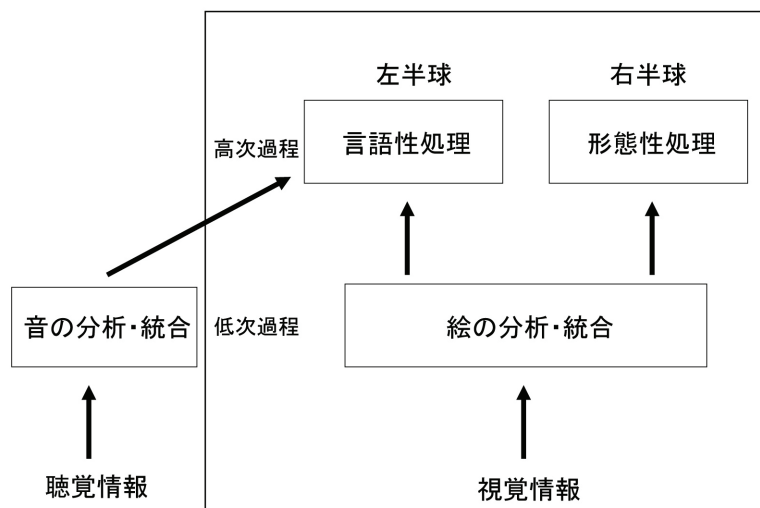 左半球
右半球
高次過程
言語性処理
形態性処理
音の分析・統合
低次過程
絵の分析・統合
聴覚情報
視覚情報